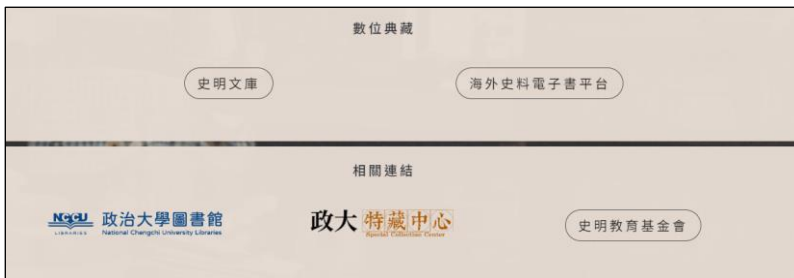 數位典藏
史明文庫
海外史料電子書平台
相關連結
NCCU
LIBRARIES
政治大學圖書館
National Chengchi University Libraries
政大 特藏中心
Special Collection Center
史明教育基金會